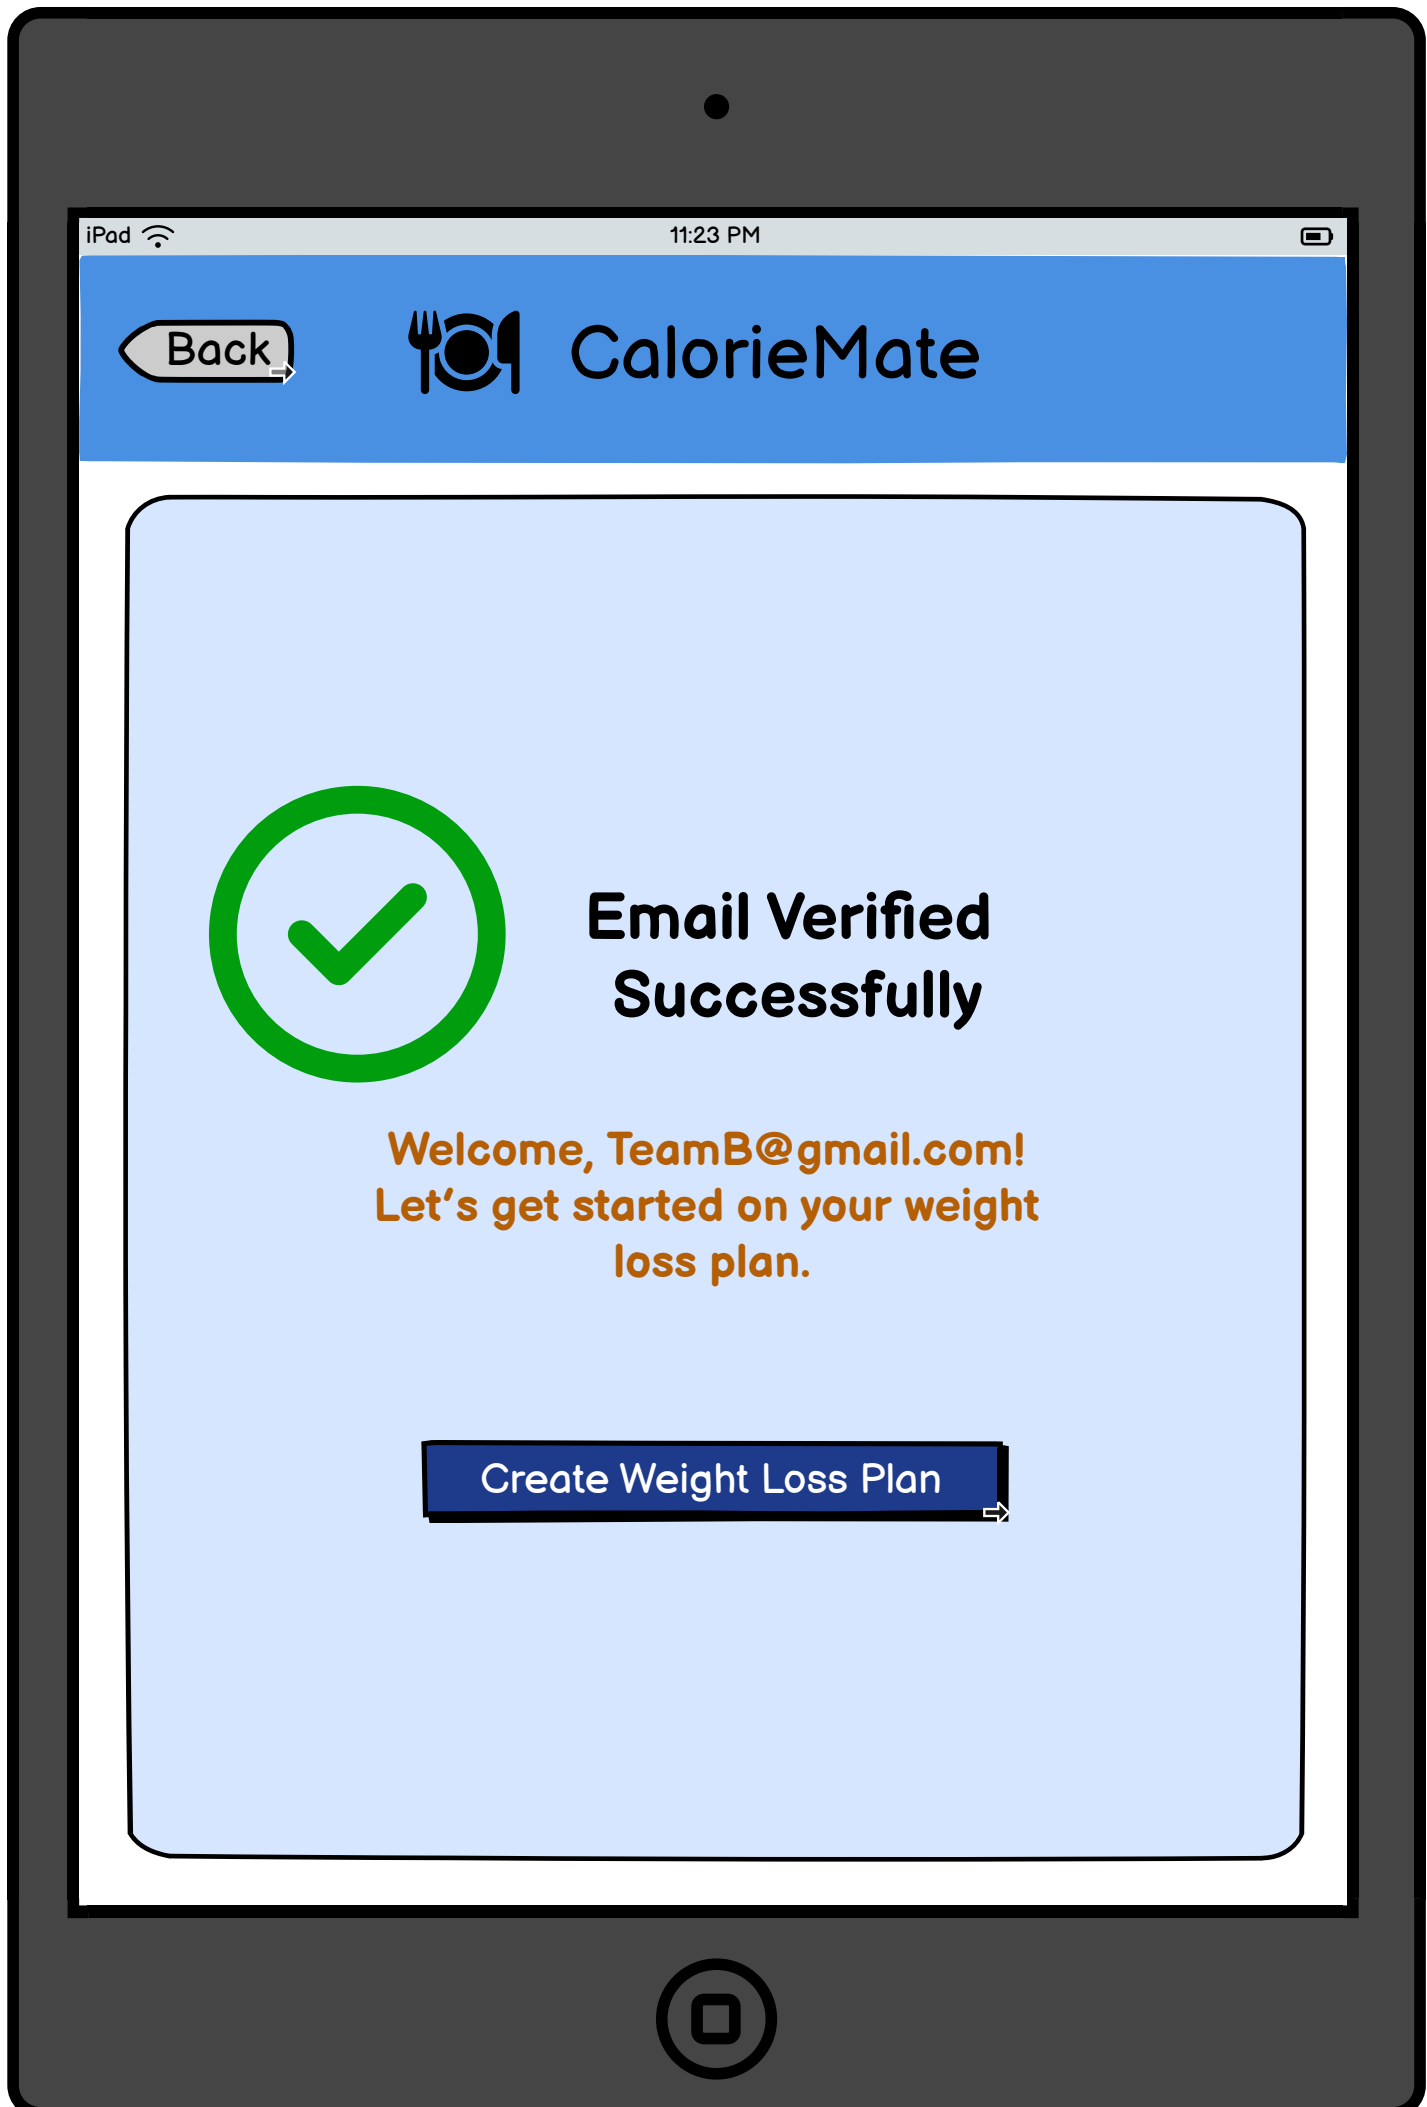 iPad
11:23 PM
Back
CalorieMate
Email Verified
Successfully
Welcome, TeamB@gmail.com!
Let's get started on your weight
loss plan.
Create Weight Loss Plan